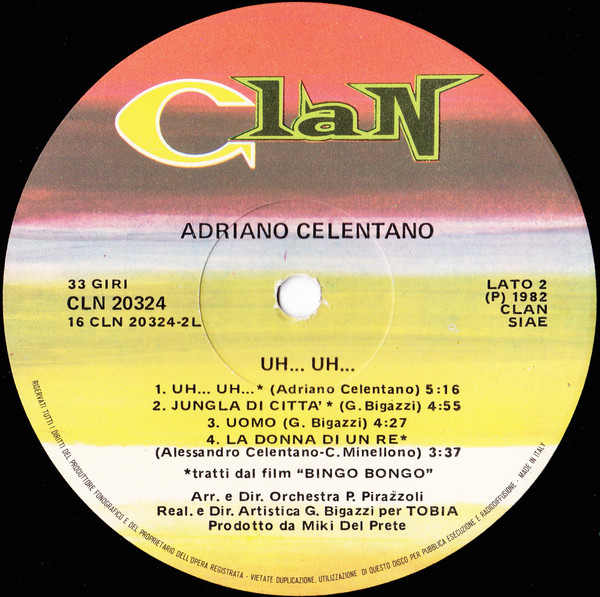 ClaN
ADRIANO CELENTANO
33 GIRI
CLN 20324
16 CLN 20324-2L
LATO 2
(P) 1982
CLAN
SIAE
UH... UH...
1. UH... UH...* (Adriano Celentano) 5:16
2. JUNGLA DI CITTA'* (G. Bigazzi) 4:55
3. UOMO (G. Bigazzi) 4:27
4. LA DONNA DI UN RE*
(Alessandro Celentano-C. Minellono) 3:37
*tratti dal film "BINGO BONGO"
Arr. e Dir. Orchestra P. Pirazzoli
Real. e Dir. Artistica G. Bigazzi per TOBIA
Prodotto da Miki Del Prete
RISERVATI TUTTI I DIRITTI DEL PRODUTTORE FONOGRAFICO E DEL PROPRIETARIO DELL'OPERA REGISTRATA - VIETATE DUPLICAZIONE, UTILIZZAZIONE DI QUESTO DISCO PER PUBBLICA ESECUZIONE E RADIODIFFUSIONE - MADE IN ITALY